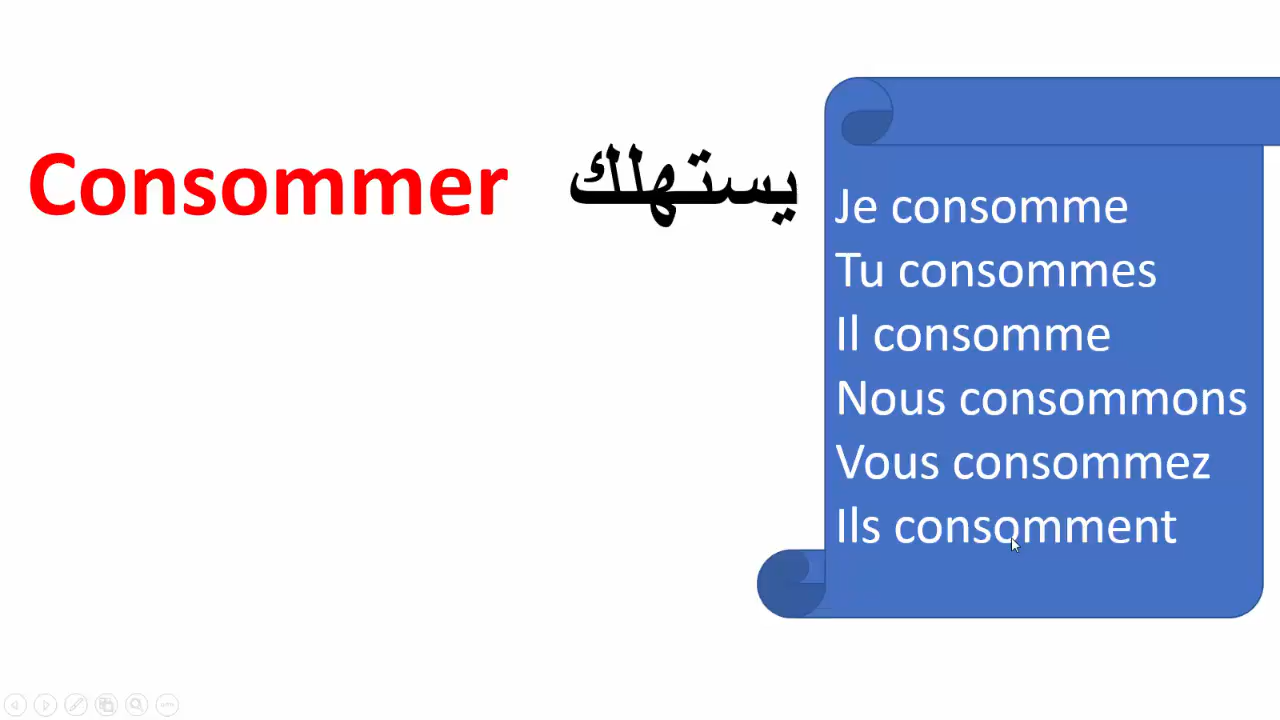 Consommer يستهلك
Je consomme
Tu consommes
Il consomme
Nous consommons
Vous consommez
Ils consomment